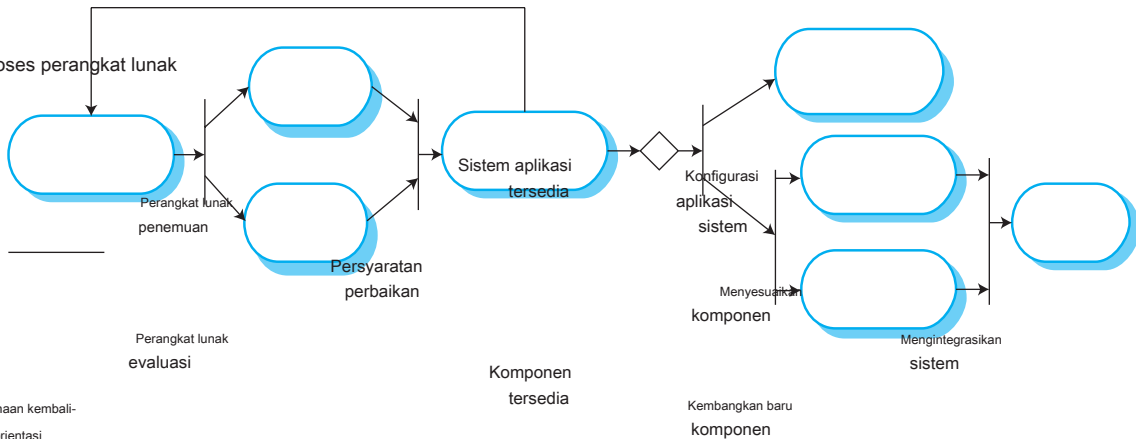 oses perangkat lunak
Sistem aplikasi
tersedia
Konfigurasi
aplikasi
sistem
Perangkat lunak
penemuan
Persyaratan
perbaikan
Menyesuaikan
komponen
Perangkat lunak
evaluasi
Mengintegrasikan
sistem
Komponen
tersedia
naan kembali-
rientasi
Kembangkan baru
komponen